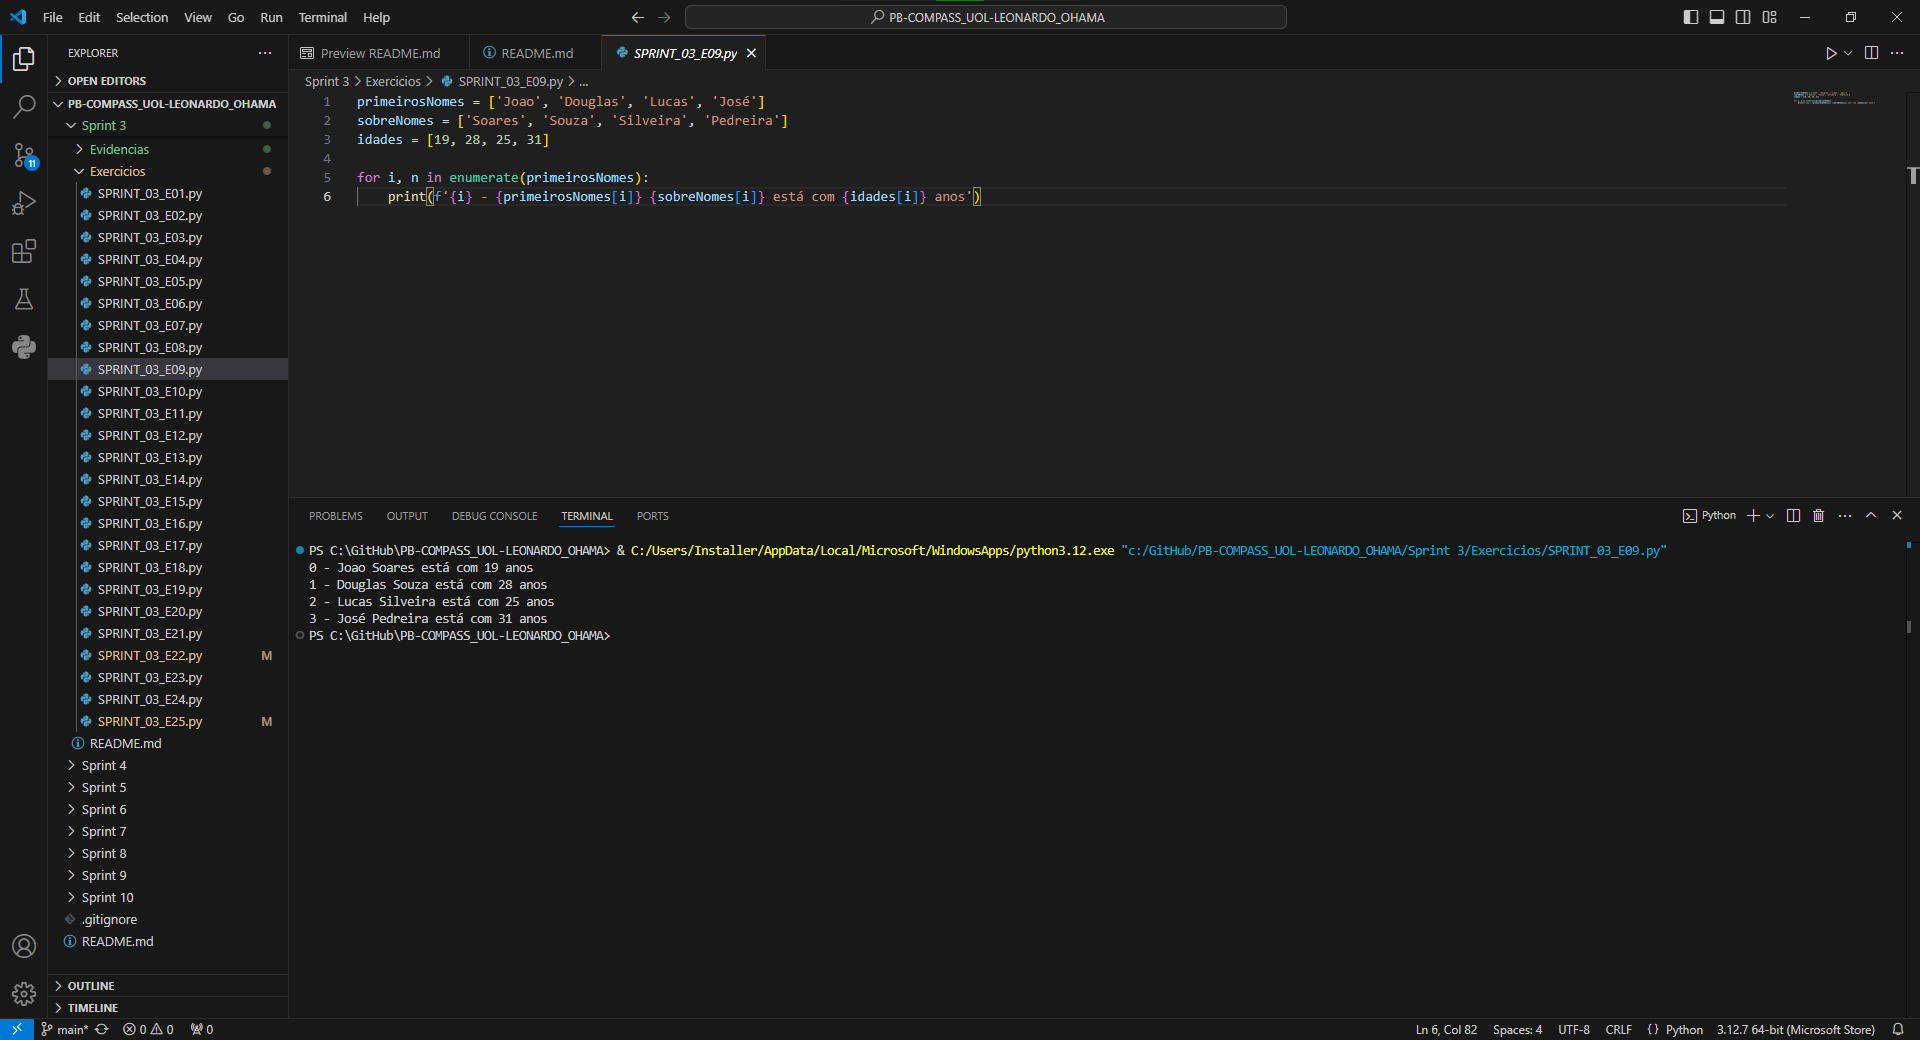 File Edit Selection View Go Run Terminal Help
PB-COMPASS_UOL-LEONARDO_OHAMA
EXPLORER
OPEN EDITORS
PB-COMPASS_UOL-LEONARDO_OHAMA
Sprint 3
Evidencias
Exercicios
SPRINT_03_E01.py
SPRINT_03_E02.py
SPRINT_03_E03.py
SPRINT_03_E04.py
SPRINT_03_E05.py
SPRINT_03_E06.py
SPRINT_03_E07.py
SPRINT_03_E08.py
SPRINT_03_E09.py
SPRINT_03_E10.py
SPRINT_03_E11.py
SPRINT_03_E12.py
SPRINT_03_E13.py
SPRINT_03_E14.py
SPRINT_03_E15.py
SPRINT_03_E16.py
SPRINT_03_E17.py
SPRINT_03_E18.py
SPRINT_03_E19.py
SPRINT_03_E20.py
SPRINT_03_E21.py
SPRINT_03_E22.py M
SPRINT_03_E23.py
SPRINT_03_E24.py
SPRINT_03_E25.py M
README.md
Sprint 4
Sprint 5
Sprint 6
Sprint 7
Sprint 8
Sprint 9
Sprint 10
.gitignore
README.md
OUTLINE
TIMELINE
11
Preview README.md README.md SPRINT_03_E09.py
Sprint 3 > Exercicios > SPRINT_03_E09.py > ...
1 primeirosNomes = ['Joao', 'Douglas', 'Lucas', 'José']
2 sobreNomes = ['Soares', 'Souza', 'Silveira', 'Pedreira']
3 idades = [19, 28, 25, 31]
4
5 for i, n in enumerate(primeirosNomes):
6 print(f'{i} - {primeirosNomes[i]} {sobreNomes[i]} está com {idades[i]} anos')
PROBLEMS OUTPUT DEBUG CONSOLE TERMINAL PORTS
Python
PS C:\GitHub\PB-COMPASS_UOL-LEONARDO_OHAMA> & C:/Users/Installer/AppData/Local/Microsoft/WindowsApps/python3.12.exe "c:/GitHub/PB-COMPASS_UOL-LEONARDO_OHAMA/Sprint 3/Exercicios/SPRINT_03_E09.py"
0 - Joao Soares está com 19 anos
1 - Douglas Souza está com 28 anos
2 - Lucas Silveira está com 25 anos
3 - José Pedreira está com 31 anos
PS C:\GitHub\PB-COMPASS_UOL-LEONARDO_OHAMA>
main* 0 0 0
Ln 6, Col 82 Spaces: 4 UTF-8 CRLF {} Python 3.12.7 64-bit (Microsoft Store)